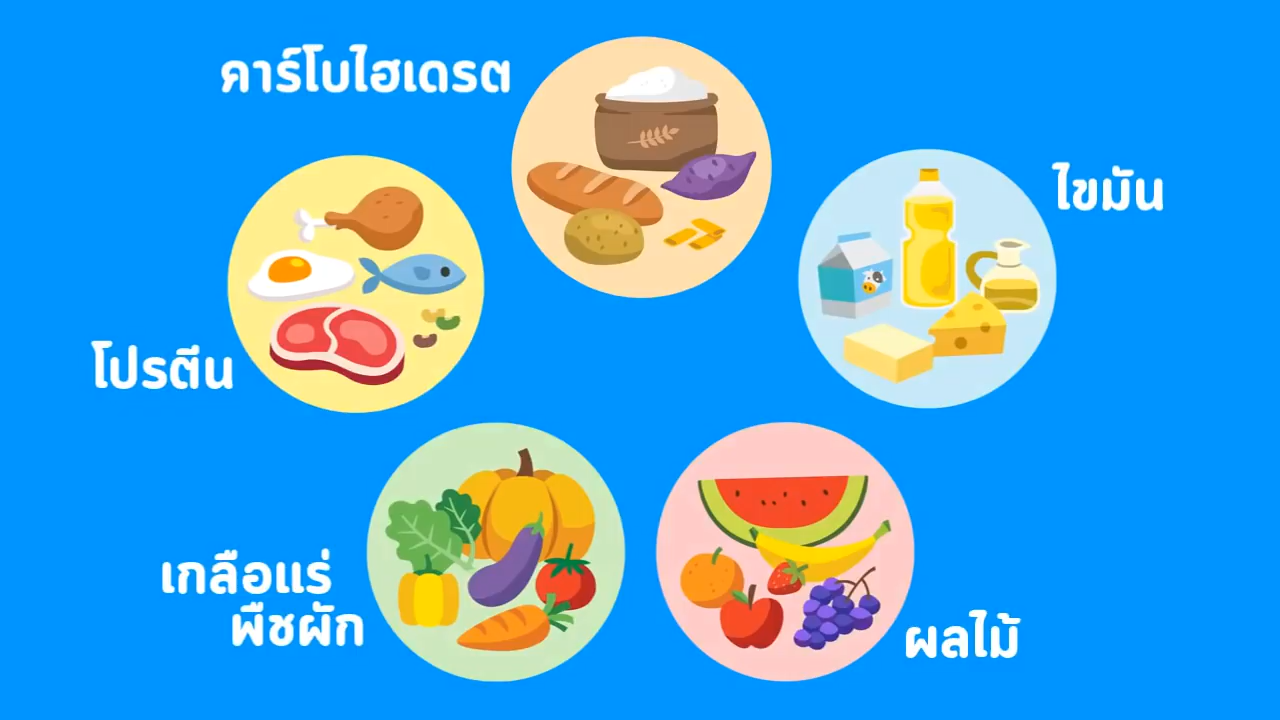 คาร์โบไฮเดรต
ไขมัน
โปรตีน
เกลือแร่
พืชผัก
ผลไม้